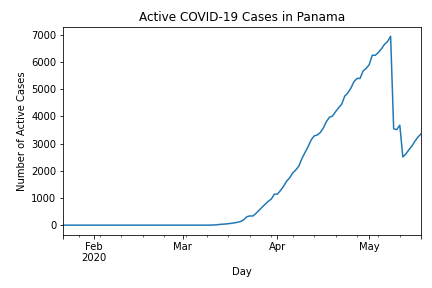 Active COVID-19 Cases in Panama
Number of Active Cases
7000
6000
5000
4000
3000
2000
1000
0
Feb
2020
Mar
Apr
May
Day